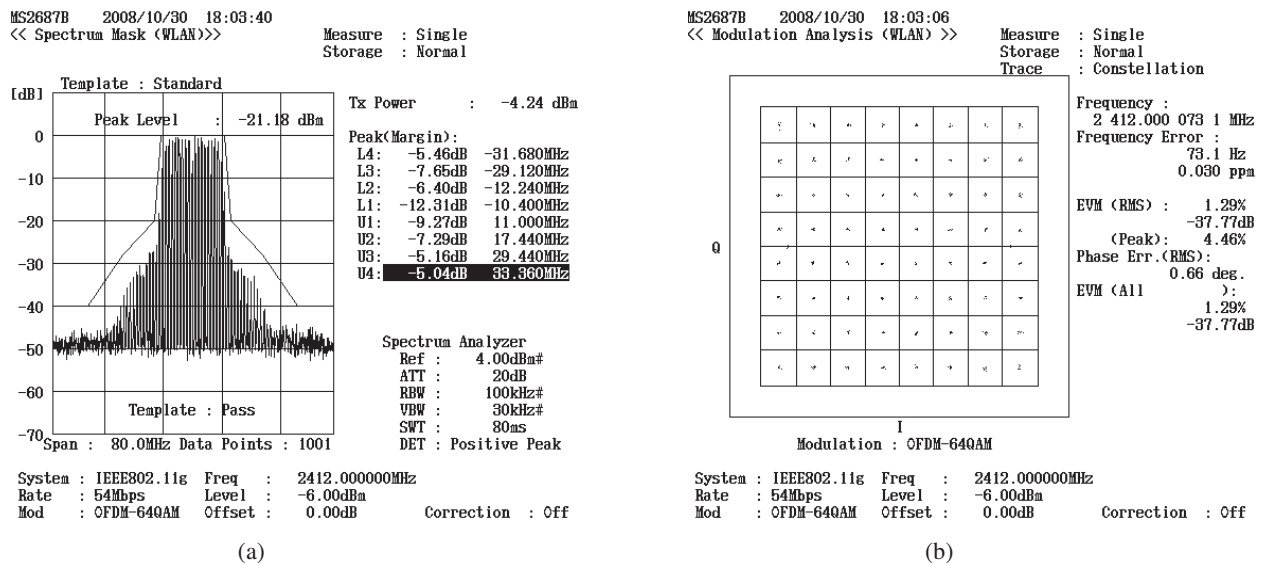 MS2687B 2008/10/30 18:03:40
<< Spectrum Mask (WLAN)>> Measure : Single
Storage : Normal
Template : Standard
[dB]
Peak Level : -21.18 dBm
0
-10
-20
-30
-40
-50
-60
-70
Template : Pass
Span : 80.0MHz Data Points : 1001
Tx Power : -4.24 dBm
Peak(Margin):
L4: -5.46dB -31.680MHz
L3: -7.65dB -29.120MHz
L2: -6.40dB -12.240MHz
L1: -12.31dB -10.400MHz
U1: -9.27dB 11.000MHz
U2: -7.29dB 17.440MHz
U3: -5.16dB 29.440MHz
U4: -5.04dB 33.360MHz
Spectrum Analyzer
Ref : 4.00dBm#
ATT : 20dB
RBW : 100kHz#
VBW : 30kHz#
SWT : 80ms
DET : Positive Peak
System : IEEE802.11g Freq : 2412.000000MHz
Rate : 54Mbps Level : -6.00dBm
Mod : OFDM-64QAM Offset : 0.00dB Correction : Off
(a)
MS2687B 2008/10/30 18:03:06
<< Modulation Analysis (WLAN) >> Measure : Single
Storage : Normal
Trace : Constellation
Q
I
Modulation : OFDM-64QAM
Frequency :
2 412.000 073 1 MHz
Frequency Error :
73.1 Hz
0.030 ppm
EVM (RMS) : 1.29%
-37.77dB
(Peak): 4.46%
Phase Err.(RMS):
0.66 deg.
EVM (All ):
1.29%
-37.77dB
System : IEEE802.11g Freq : 2412.000000MHz
Rate : 54Mbps Level : -6.00dBm
Mod : OFDM-64QAM Offset : 0.00dB Correction : Off
(b)